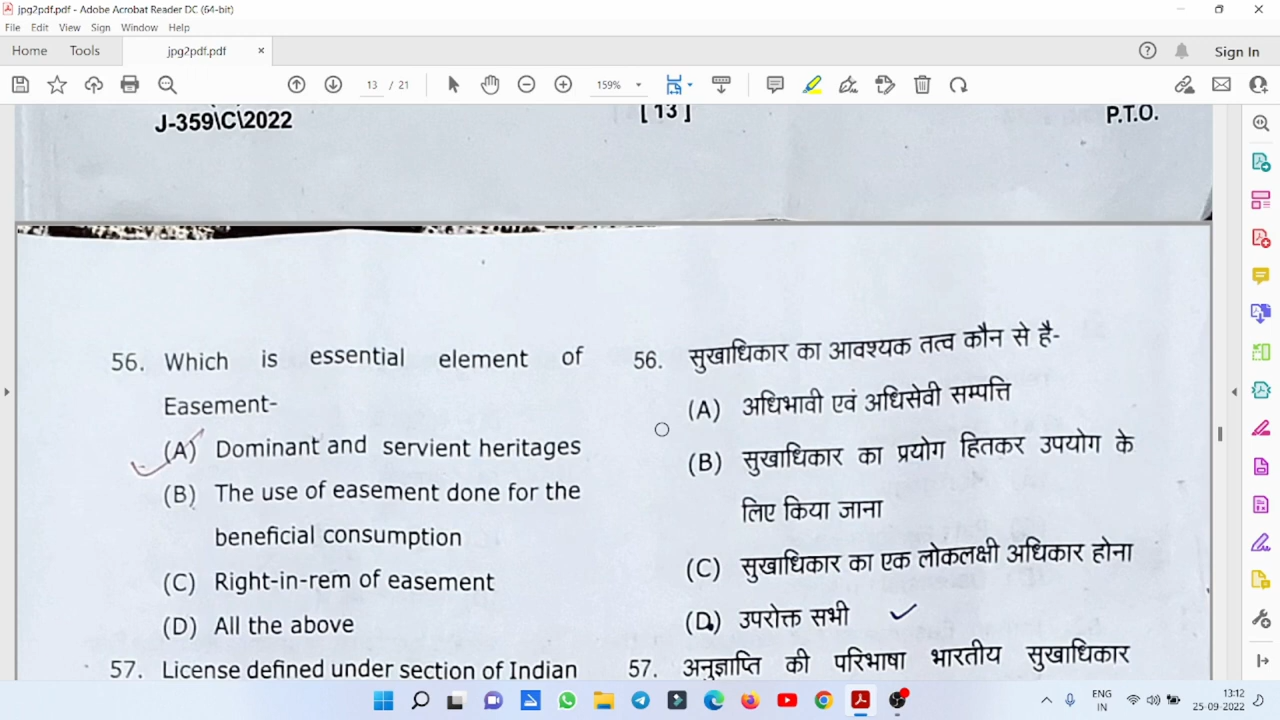 jpg2pdf.pdf - Adobe Acrobat Reader DC (64-bit)
File Edit View Sign Window Help
Home Tools jpg2pdf.pdf × Sign In
13 / 21 159%
J-359\C\2022 [ 13 ] P.T.O.
56. Which is essential element of
Easement-
(A) Dominant and servient heritages
(B) The use of easement done for the
beneficial consumption
(C) Right-in-rem of easement
(D) All the above
57. License defined under section of Indian
56. सुखाधिकार का आवश्यक तत्व कौन से है-
(A) अधिभावी एवं अधिसेवी सम्पत्ति
(B) सुखाधिकार का प्रयोग हितकर उपयोग के
लिए किया जाना
(C) सुखाधिकार का एक लोकलक्षी अधिकार होना
(D) उपरोक्त सभी
57. अनुज्ञाप्ति की परिभाषा भारतीय सुखाधिकार
ENG
IN
13:12
25-09-2022